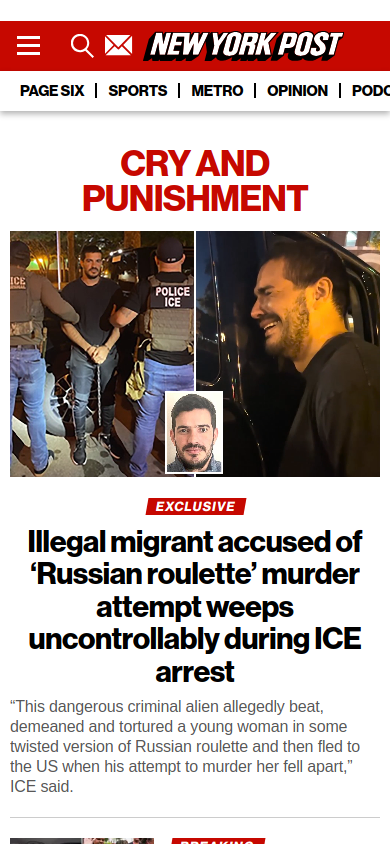 NEW YORK POST
PAGE SIX
SPORTS
METRO
OPINION
PODC
CRY AND
PUNISHMENT
ICE
POLICE
ICE
EXCLUSIVE
Illegal migrant accused of
‘Russian roulette’ murder
attempt weeps
uncontrollably during ICE
arrest
“This dangerous criminal alien allegedly beat,
demeaned and tortured a young woman in some
twisted version of Russian roulette and then fled to
the US when his attempt to murder her fell apart,”
ICE said.
BREAKING